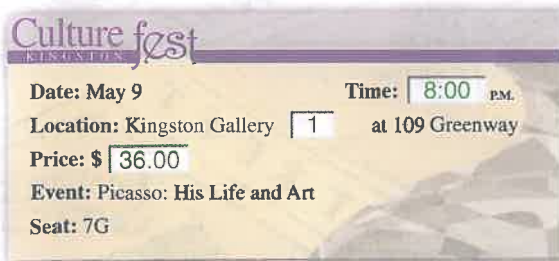 Culture fest
KINGSTON
Date: May 9 Time: 8:00 P.M.
Location: Kingston Gallery 1 at 109 Greenway
Price: $ 36.00
Event: Picasso: His Life and Art
Seat: 7G